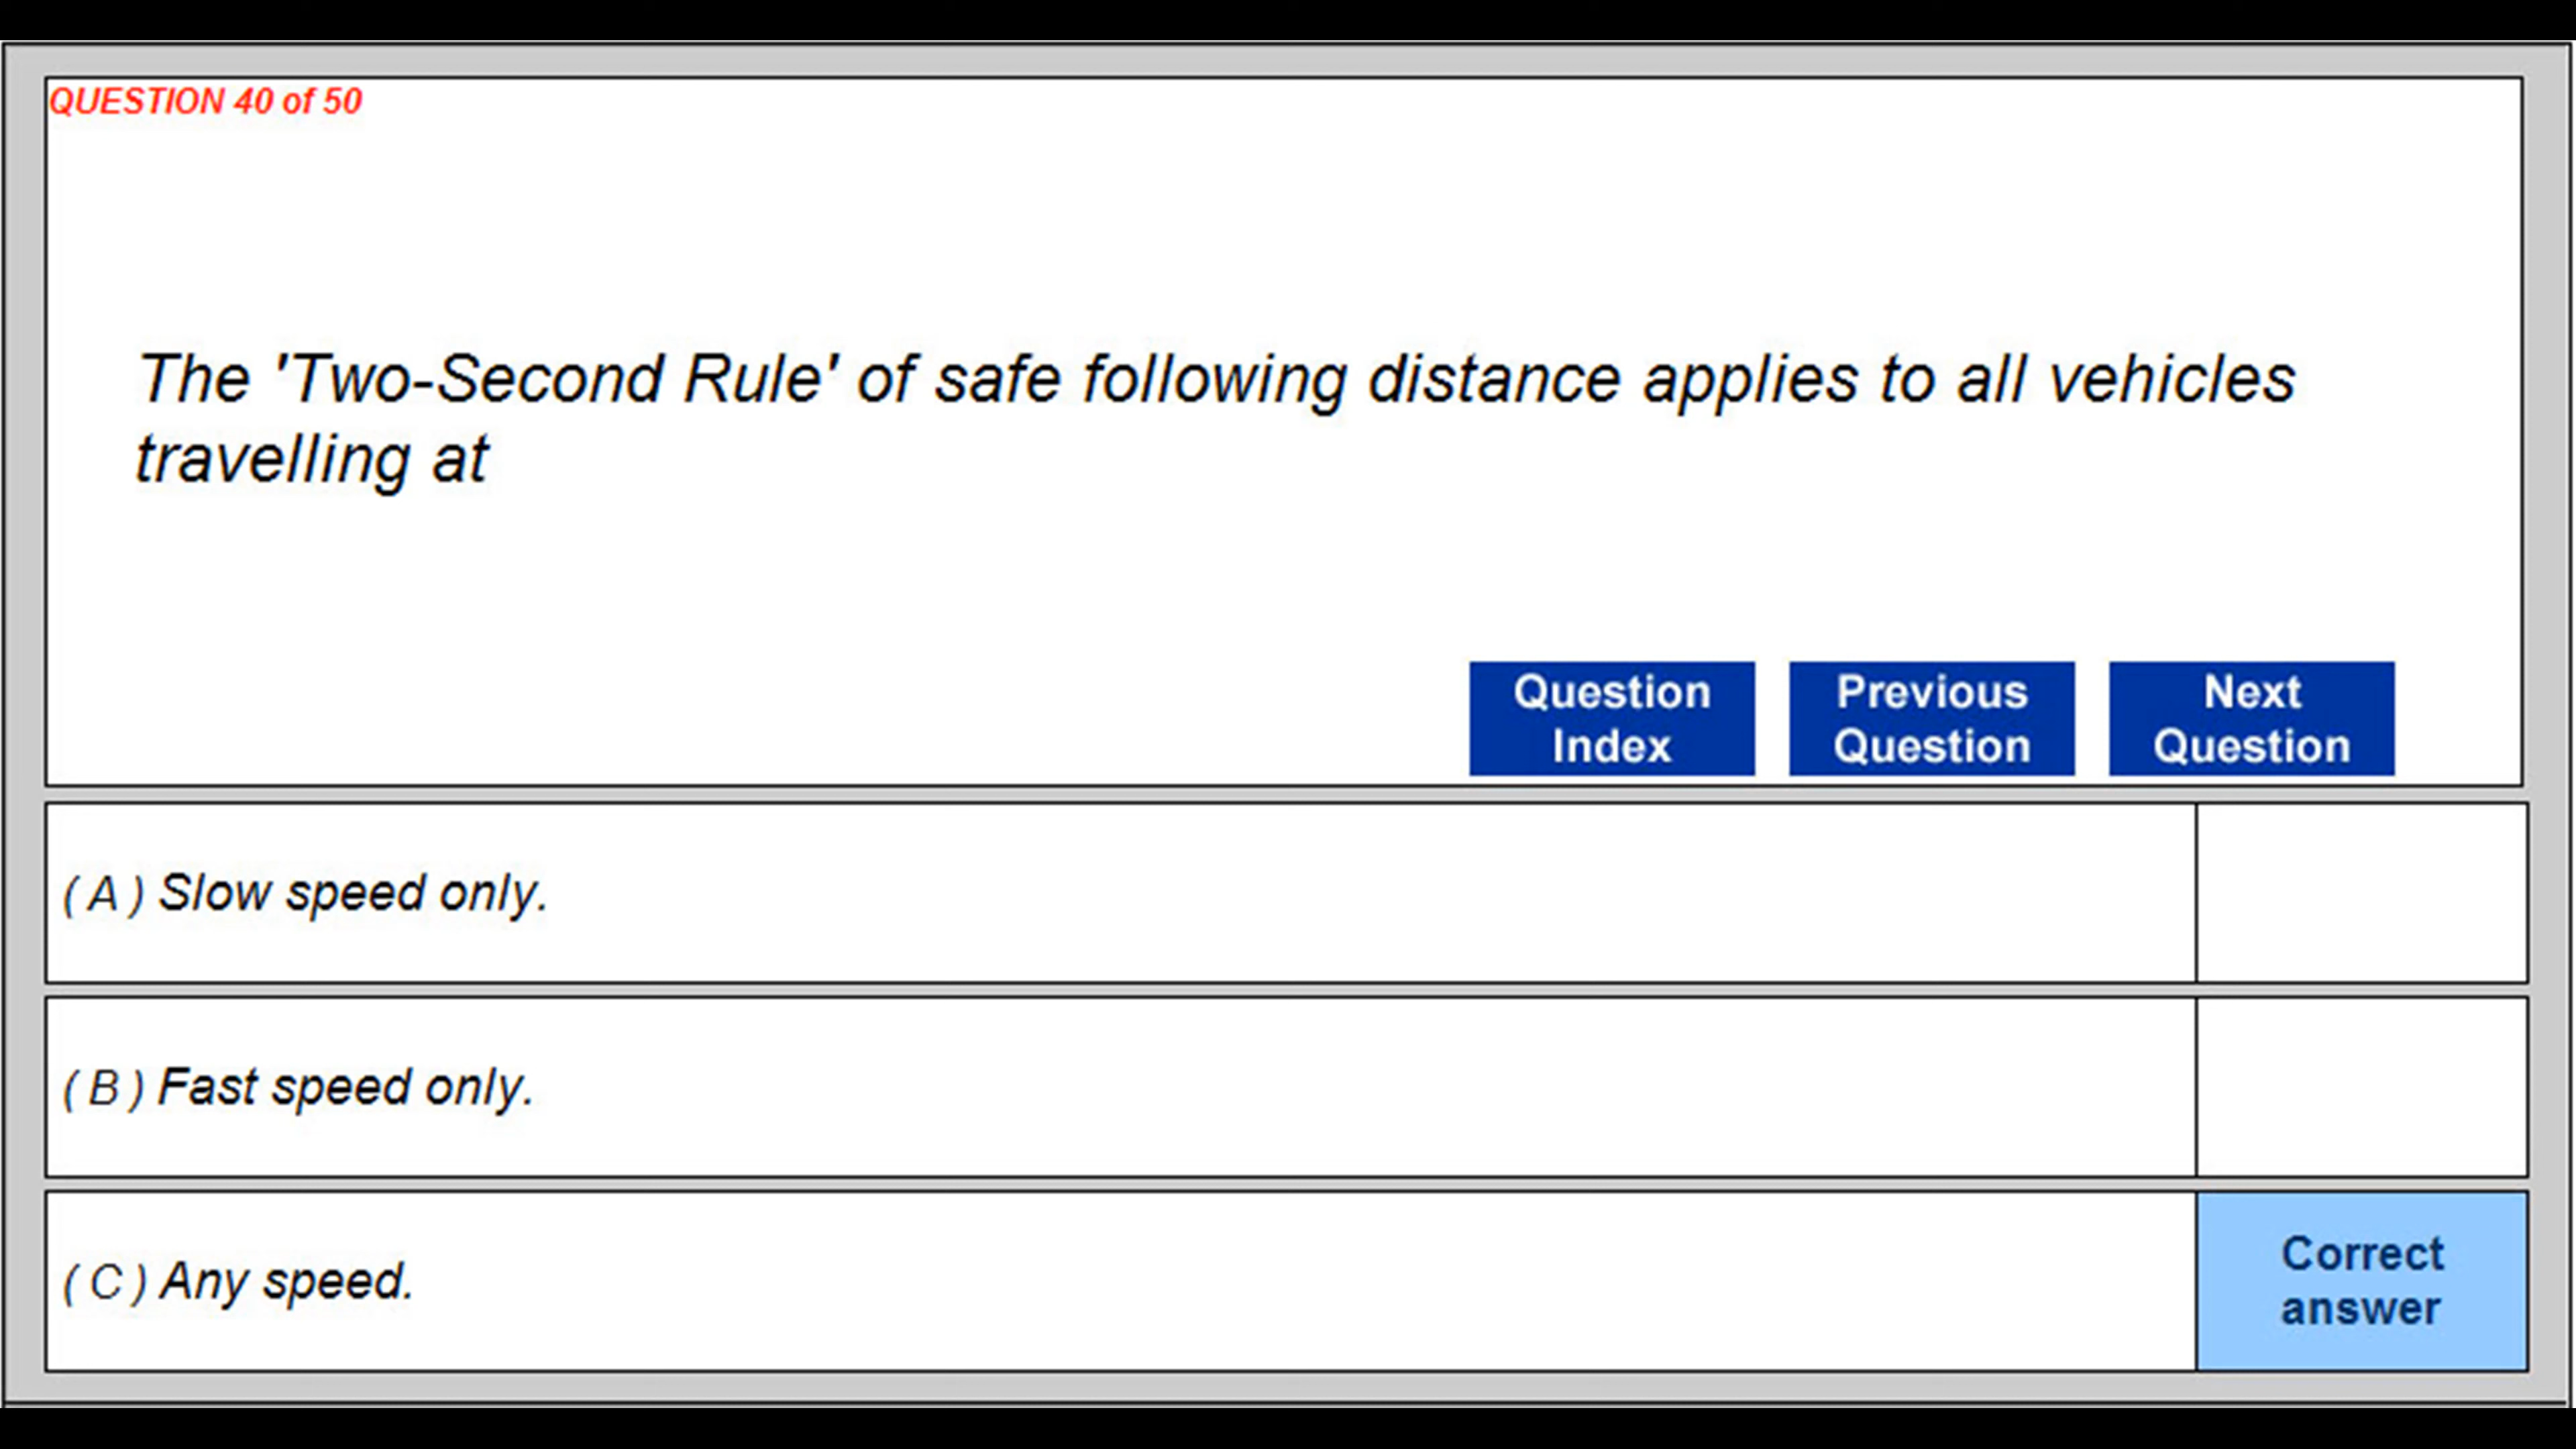 QUESTION 40 of 50
The 'Two-Second Rule' of safe following distance applies to all vehicles
travelling at
Question
Index
Previous
Question
Next
Question
( A ) Slow speed only.
( B ) Fast speed only.
( C ) Any speed.
Correct
answer